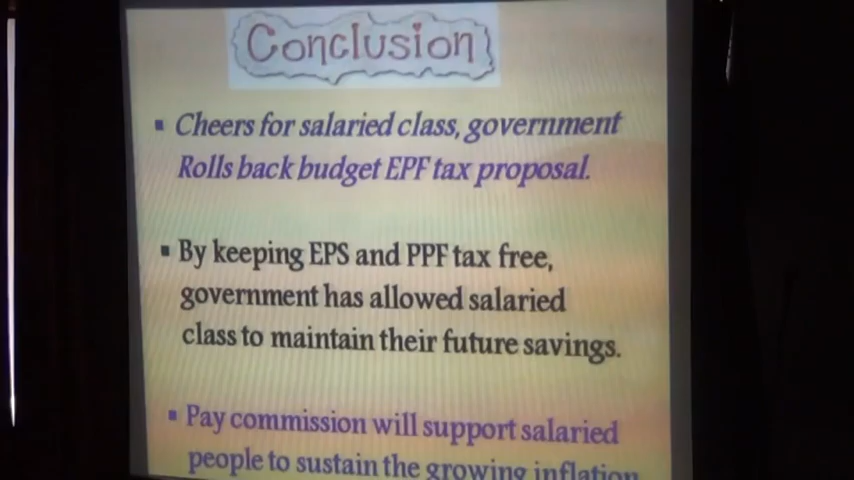 Conclusion
▪ Cheers for salaried class, government
Rolls back budget EPF tax proposal.
▪ By keeping EPS and PPF tax free,
government has allowed salaried
class to maintain their future savings.
▪ Pay commission will support salaried
people to sustain the growing inflation